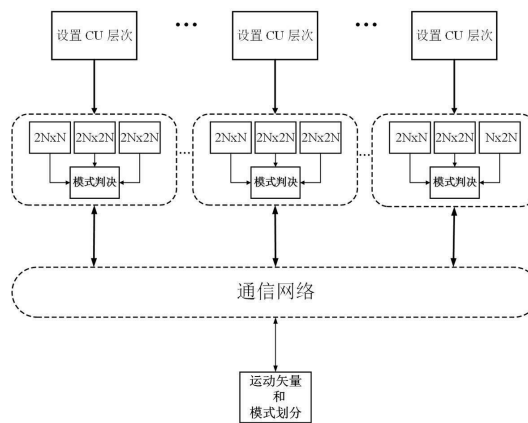 设置 CU 层次 ••• 设置 CU 层次 ••• 设置 CU 层次
2NxN 2Nx2N 2Nx2N 2NxN 2Nx2N 2Nx2N 2NxN 2Nx2N Nx2N
模式判决 模式判决 模式判决
通信网络
运动矢量
和
模式划分